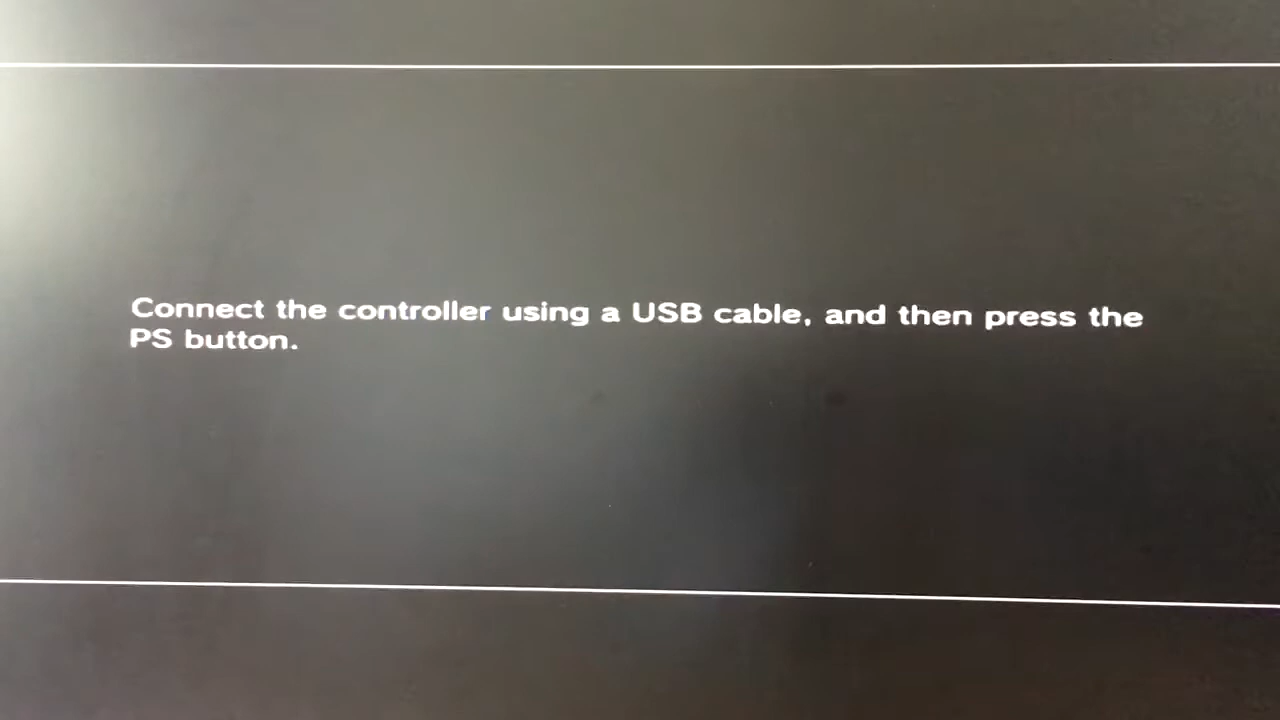 Connect the controller using a USB cable, and then press the
PS button.